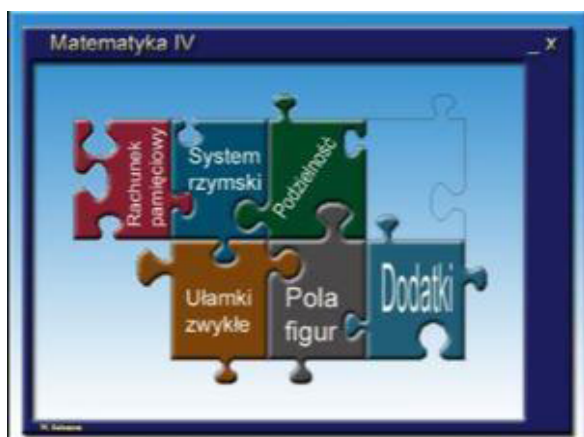 Matematyka IV
_ x
Rachunek
pamięciowy
System
rzymski
Podzielność
Ułamki
zwykłe
Pola
figur
Dodatki